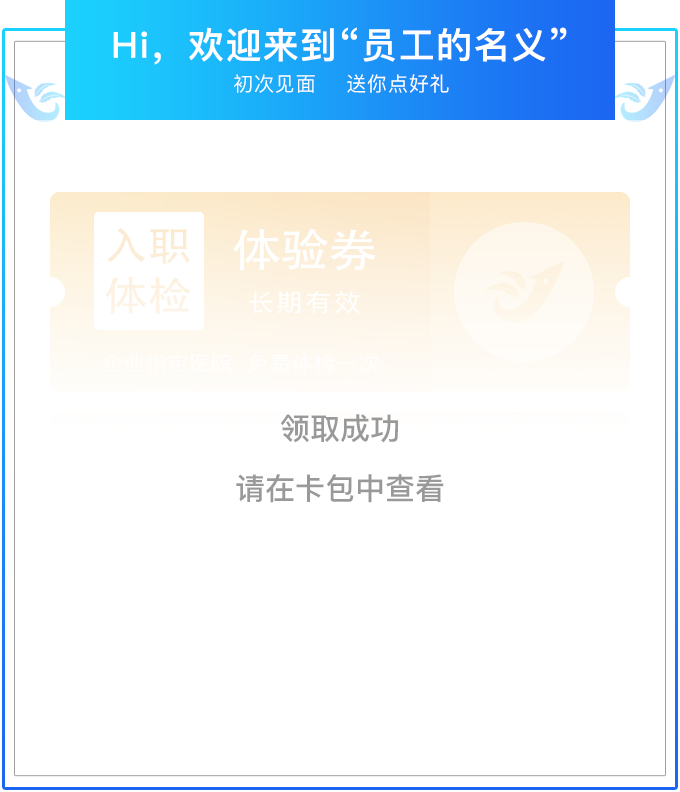 Hi，欢迎来到“员工的名义”
初次见面 送你点好礼
入职
体检
体验券
长期有效
领取成功
请在卡包中查看